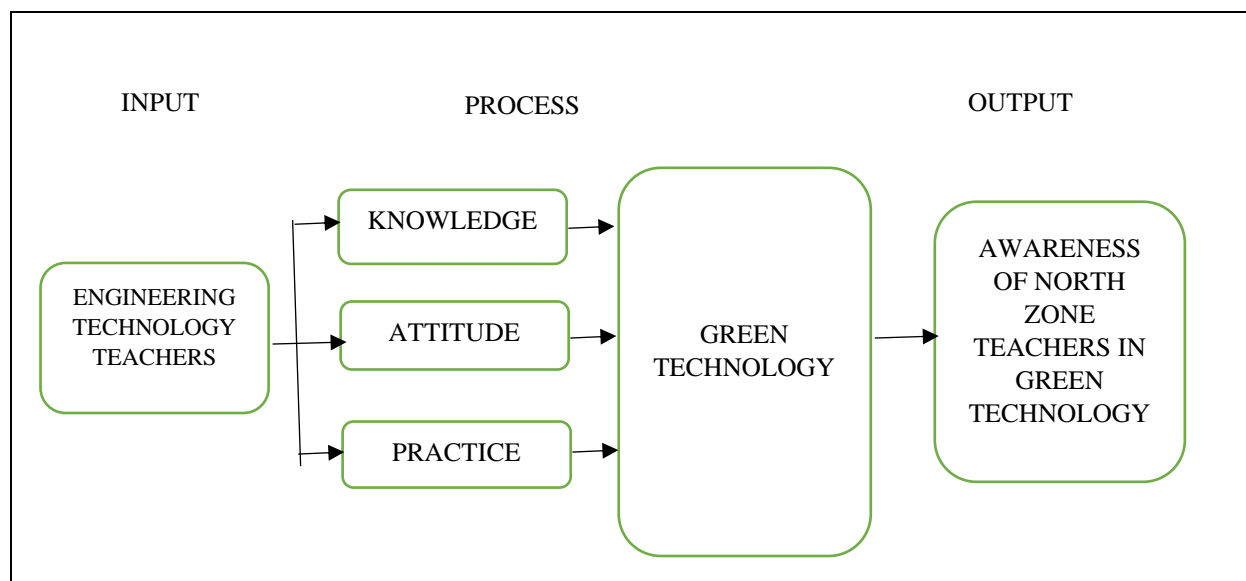 INPUT
PROCESS
OUTPUT
ENGINEERING
TECHNOLOGY
TEACHERS
KNOWLEDGE
ATTITUDE
PRACTICE
GREEN
TECHNOLOGY
AWARENESS
OF NORTH
ZONE
TEACHERS IN
GREEN
TECHNOLOGY